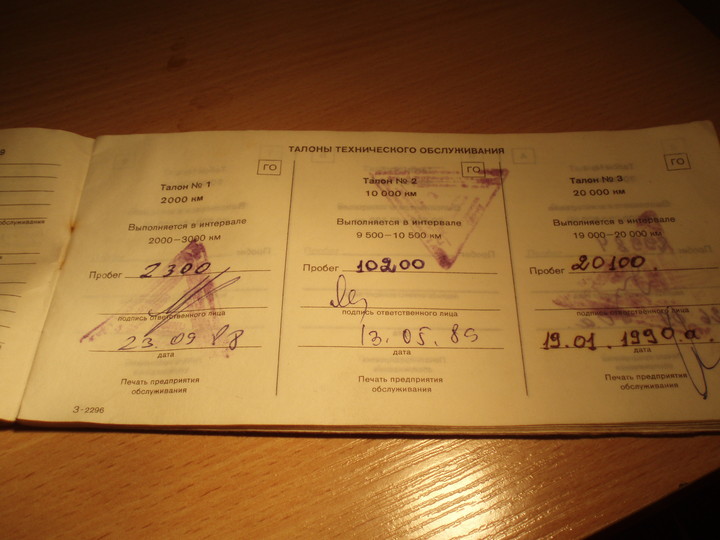 ТАЛОНЫ ТЕХНИЧЕСКОГО ОБСЛУЖИВАНИЯ
ГО
Талон № 1
2000 км
Выполняется в интервале
2000—3000 км
Пробег 2300
подпись ответственного лица
23.09 88
дата
Печать предприятия
обслуживания
З-2296
ГО
Талон № 2
10 000 км
Выполняется в интервале
9 500—10 500 км
Пробег 10200
подпись ответственного лица
13.05.89
дата
Печать предприятия
обслуживания
ГО
Талон № 3
20 000 км
Выполняется в интервале
19 000—20 000 км
Пробег 20100
подпись ответственного лица
19.01.1990.
дата
Печать предприятия
обслуживания